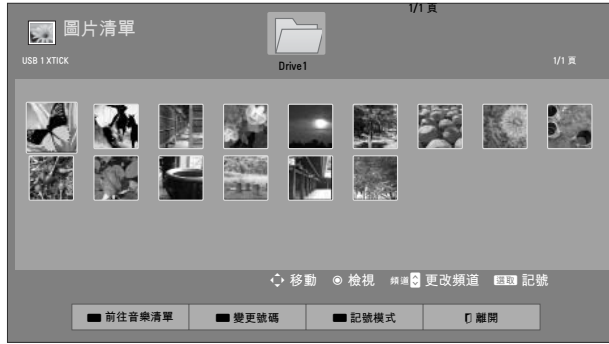 1/1 頁
圖片清單
USB 1 XTICK
Drive1
1/1 頁
移動 檢視 頻道 更改頻道 選取 記號
前往音樂清單 變更號碼 記號模式 離開